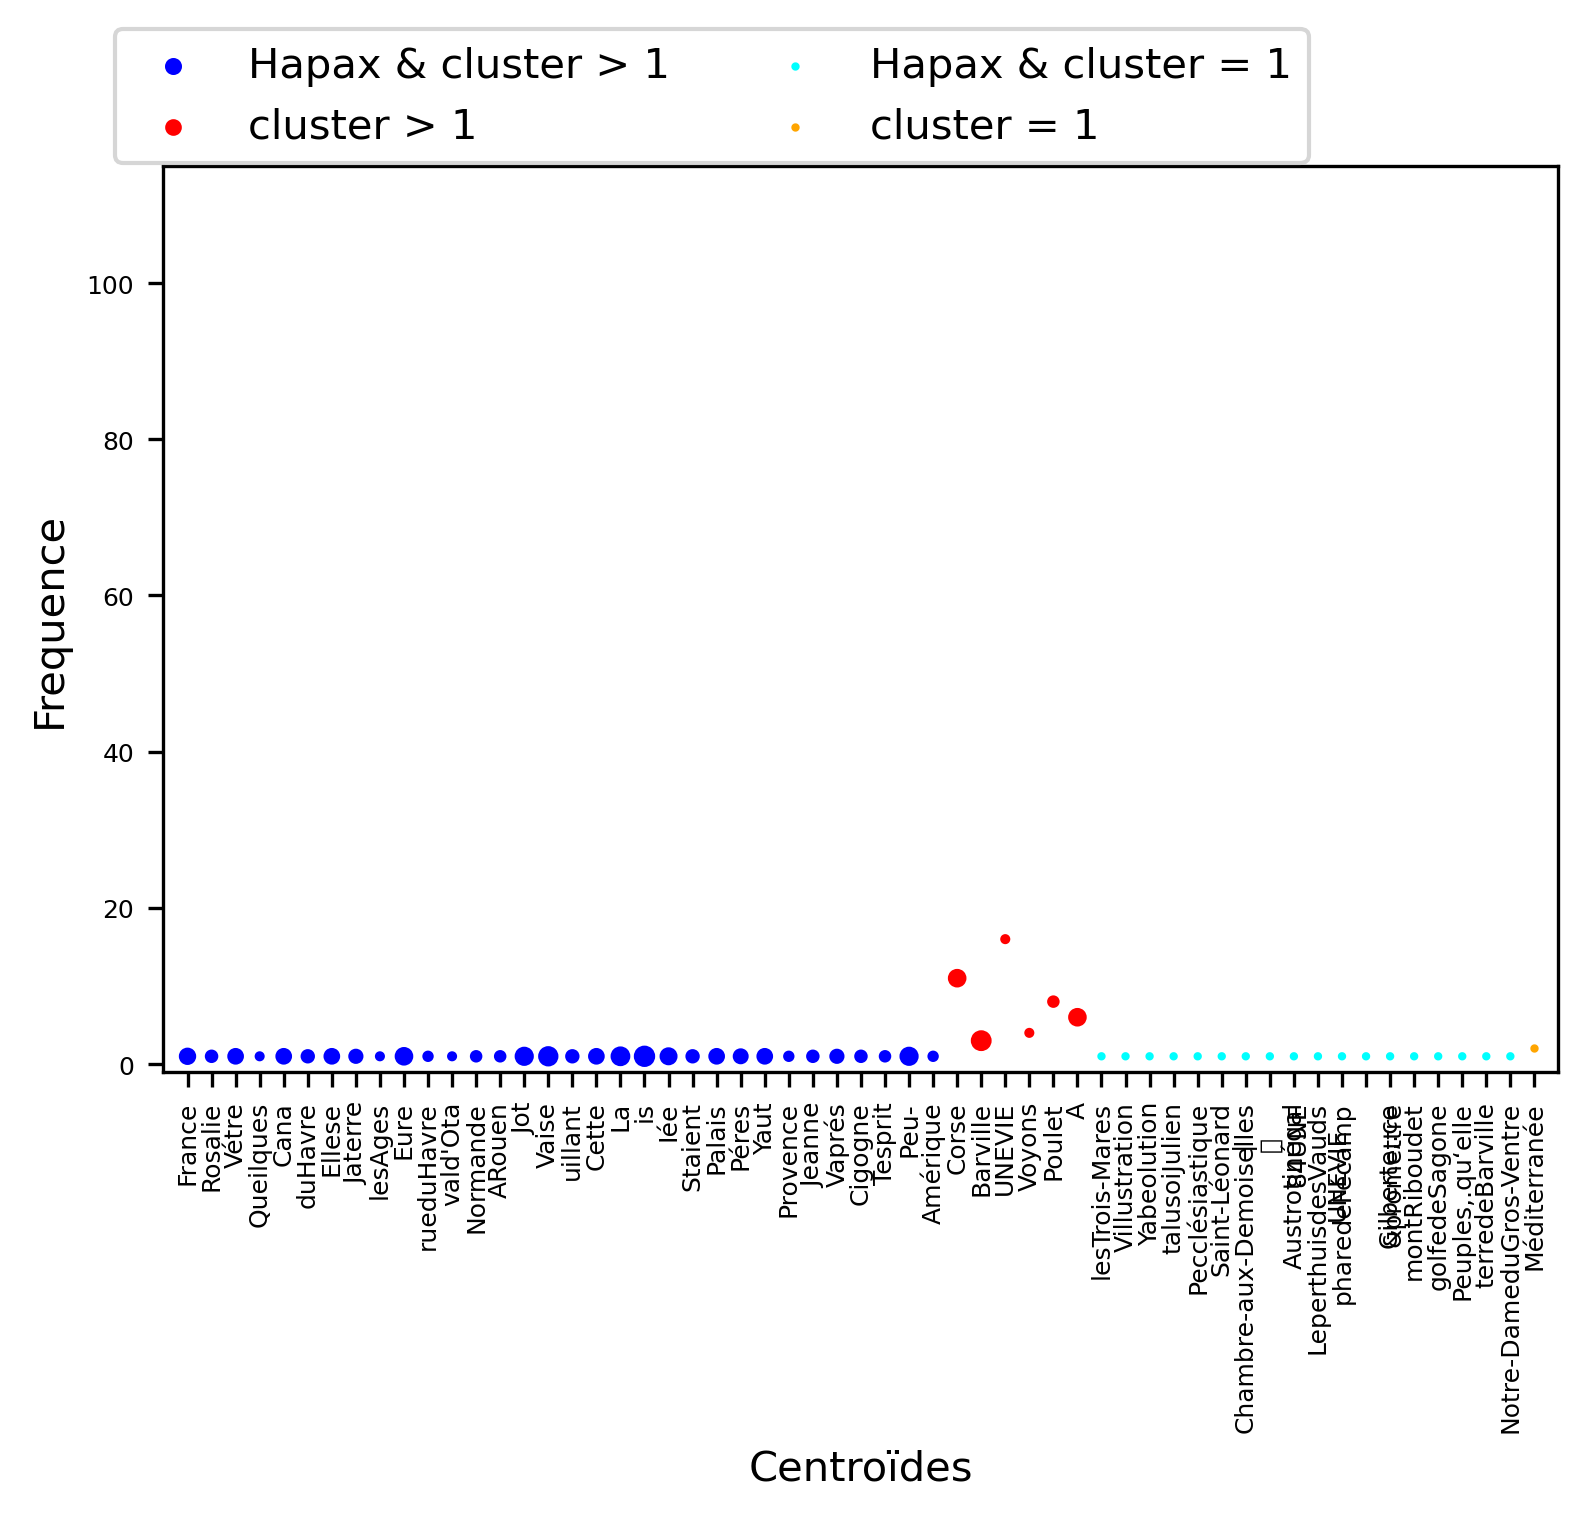 Hapax & cluster > 1
Hapax & cluster = 1
cluster > 1
cluster = 1
Frequence
100
80
60
40
20
0
France
Rosalie
Vétre
Queilques
Cana
duHavre
Ellese
Jaterre
lesAges
Eure
rueduHavre
vald'Ota
Normande
ARouen
Jot
Vaise
uillant
Cette
La
is
lée
Staient
Palais
Péres
Yaut
Provence
Jeanne
Vaprés
Cigogne
Tesprit
Peu-
Amérique
Corse
Barville
UNEVIE
Voyons
Poulet
A
lesTrois-Mares
Villustration
Yabeolution
talusoijulien
Pecclésiastique
Saint-Léonard
Chambre-aux-Demoiselles
LeperthuisdesVauds
UNEVIE
montRiboudet
golfedeSagone
Peuples,.qu’elle
terredeBarville
Notre-DameduGros-Ventre
Méditerranée
Centroïdes